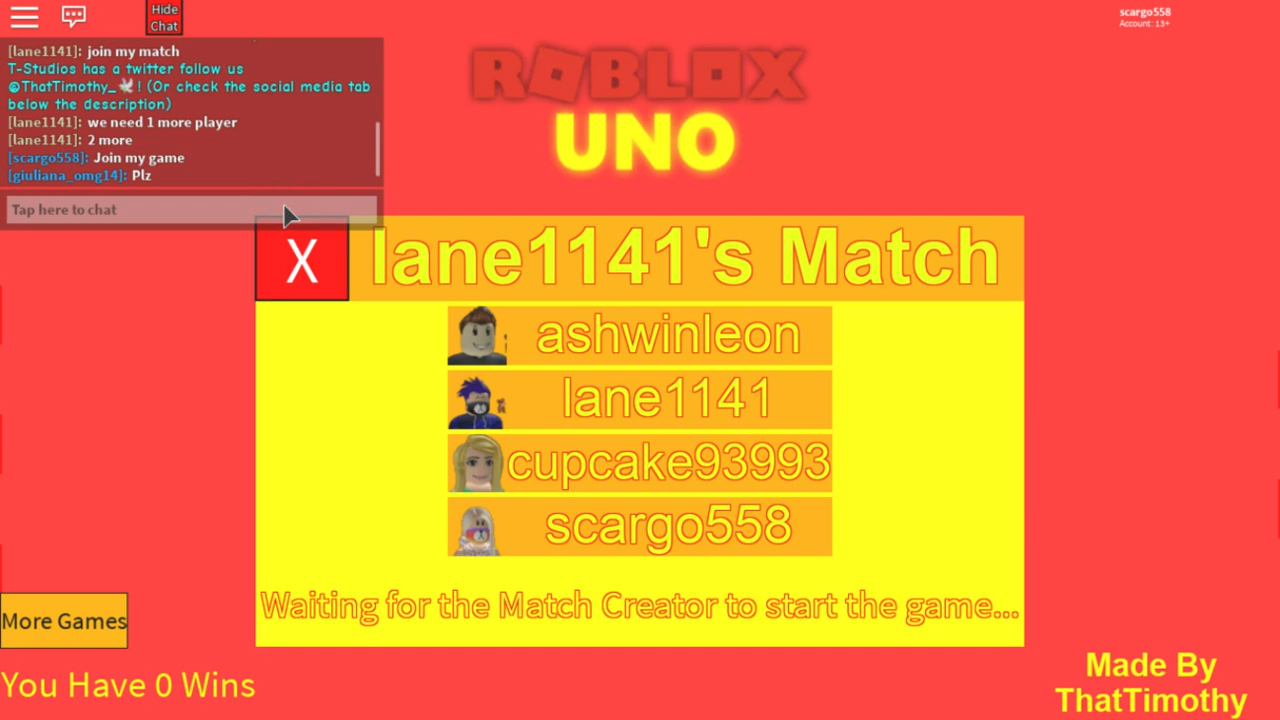 Hide
Chat
scargo558
Account: 13+
[lane1141]: join my match
T-Studios has a twitter follow us
@ThatTimothy_🕊! (Or check the social media tab
below the description)
[lane1141]: we need 1 more player
[lane1141]: 2 more
[scargo558]: Join my game
[giuliana_omg14]: Plz
Tap here to chat
ROBLOX
UNO
X
lane1141's Match
ashwinleon
lane1141
cupcake93993
scargo558
Waiting for the Match Creator to start the game...
More Games
You Have 0 Wins
Made By
ThatTimothy